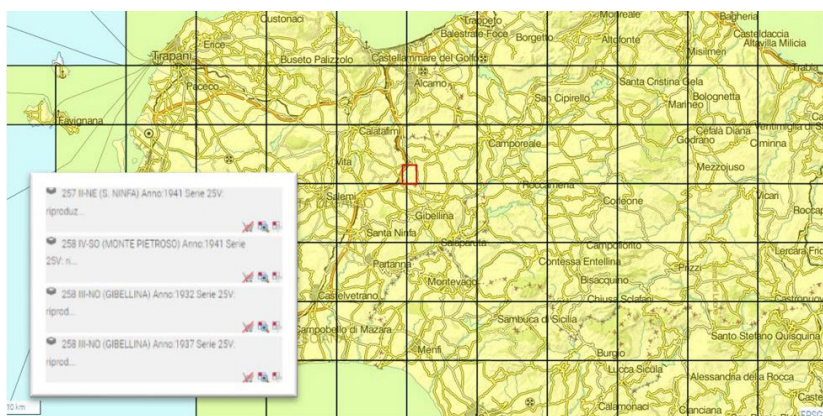 Custonaci
Trappeto
Monreale
Bagheria
Erice
Balestrate Foce
Borgetto
Altofonte
Casteldaccia
Altavilla Milicia
Trapani
Buseto Palizzolo
Castellammare del Golfo
Misilmeri
Trabia
Paceco
Alcamo
Santa Cristina Gela
San Cipirello
Bolognetta
Marineo
Favignana
Calatafimi
Camporeale
Cefalà Diana
Ventimiglia di S
Godrano
Ciminna
Vita
Mezzojuso
Salemi
Roccamena
Corleone
Vicari
Gibellina
Roccap
Santa Ninfa
Salaparuta
Campofiorito
Lercara Frid
Partanna
Contessa Entellina
Prizzi
Montevago
Bisacquino
Castelvetrano
Chiusa Sclafani
Castronuovo
Campobello di Mazara
Sambuca di Sicilia
Santo Stefano Quisquina
Menfi
Burgio
Lucca Sicula
Alessandria della Rocca
Calamonaci
Cianciana
10 km
EPSG
257 II-NE (S. NINFA) Anno:1941 Serie 25V:
riproduz...
258 IV-SO (MONTE PIETROSO) Anno:1941 Serie
25V: ri...
258 III-NO (GIBELLINA) Anno:1932 Serie 25V:
riprod...
258 III-NO (GIBELLINA) Anno:1937 Serie 25V:
riprod...